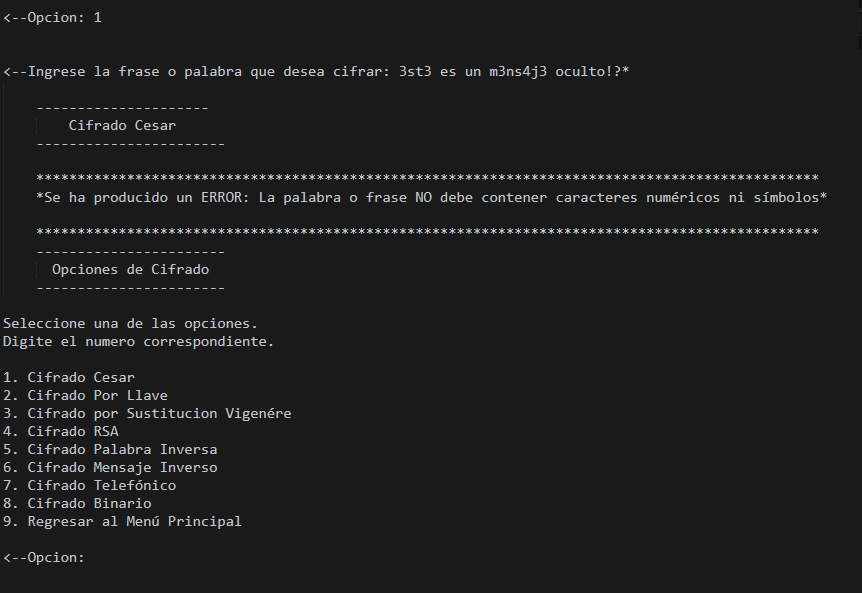 <--Opcion: 1
<--Ingrese la frase o palabra que desea cifrar: 3st3 es un m3ns4j3 oculto!?*
---------------------
Cifrado Cesar
-----------------------
***********************************************************************************************
*Se ha producido un ERROR: La palabra o frase NO debe contener caracteres numéricos ni símbolos*
***********************************************************************************************
-----------------------
Opciones de Cifrado
-----------------------
Seleccione una de las opciones.
Digite el numero correspondiente.
1. Cifrado Cesar
2. Cifrado Por Llave
3. Cifrado por Sustitucion Vigenére
4. Cifrado RSA
5. Cifrado Palabra Inversa
6. Cifrado Mensaje Inverso
7. Cifrado Telefónico
8. Cifrado Binario
9. Regresar al Menú Principal
<--Opcion: